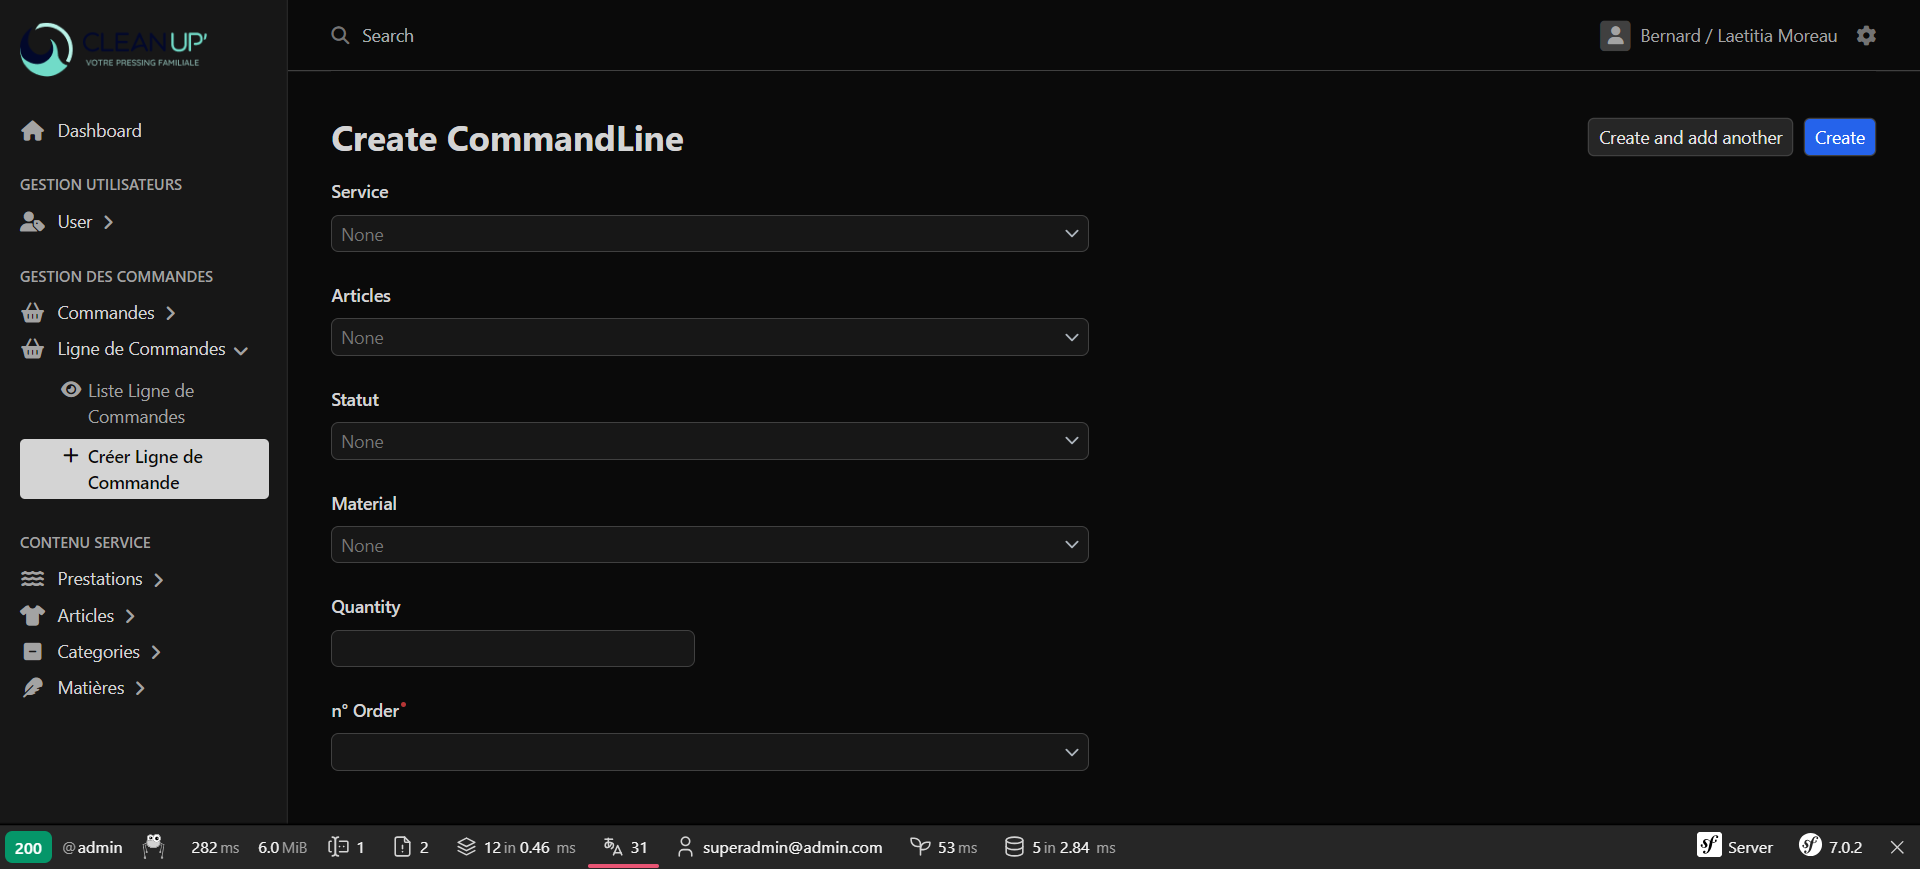 CLEAN UP'
VOTRE PRESSING FAMILIALE
Search
Bernard / Laetitia Moreau
Dashboard
GESTION UTILISATEURS
User
GESTION DES COMMANDES
Commandes
Ligne de Commandes
Liste Ligne de
Commandes
Créer Ligne de
Commande
CONTENU SERVICE
Prestations
Articles
Categories
Matières
Create CommandLine
Create and add another
Create
Service
None
Articles
None
Statut
None
Material
None
Quantity
n° Order
200 @admin 282 ms 6.0 MiB 1 2 12 in 0.46 ms 31 superadmin@admin.com 53 ms 5 in 2.84 ms Server 7.0.2